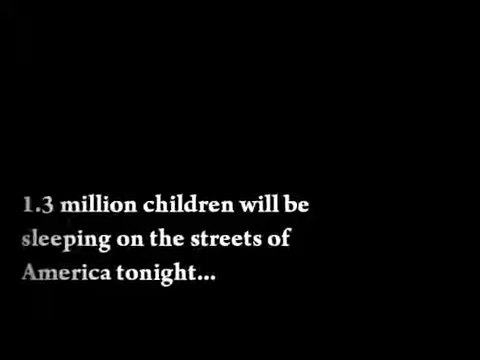 1.3 million children will be
sleeping on the streets of
America tonight...